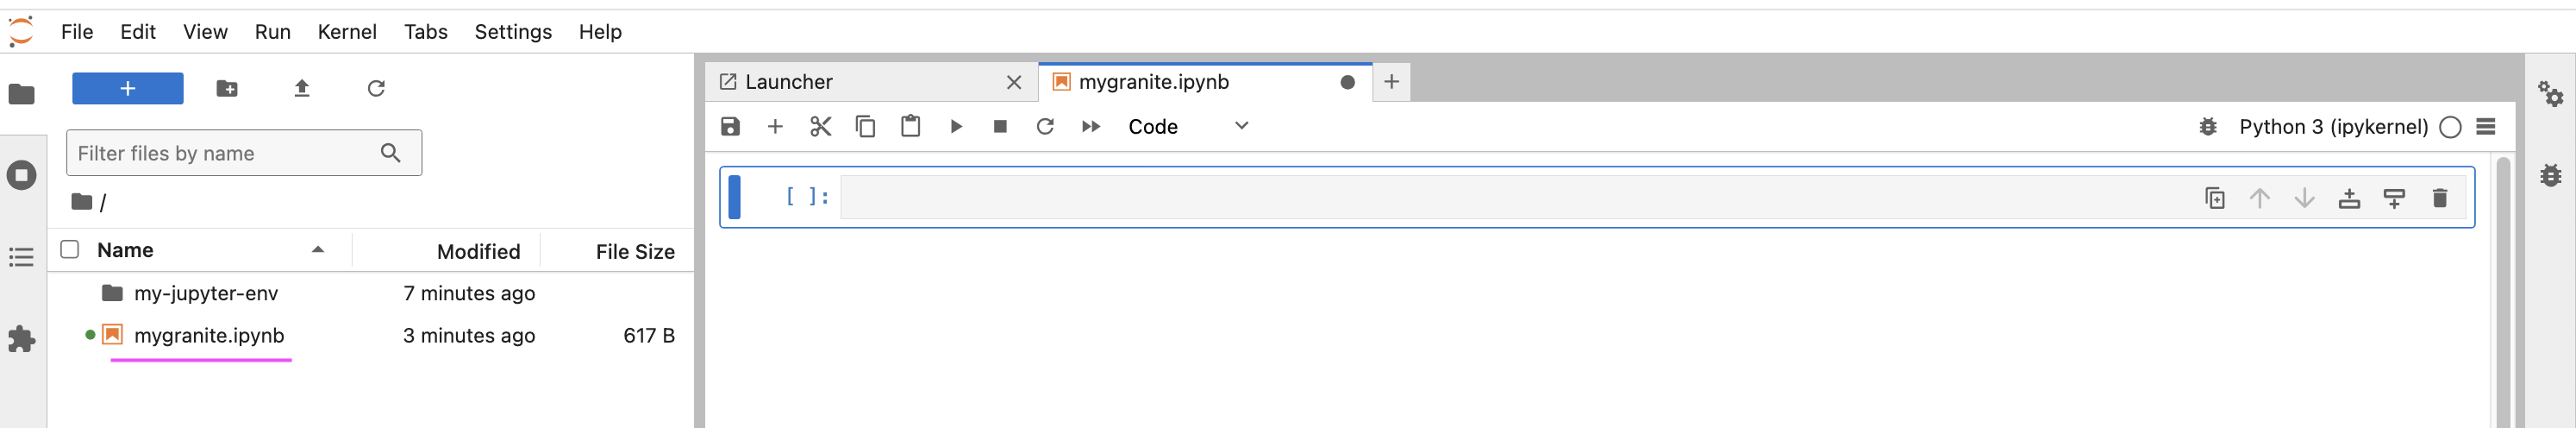 File Edit View Run Kernel Tabs Settings Help
Filter files by name
/
Name Modified File Size
my-jupyter-env 7 minutes ago
mygranite.ipynb 3 minutes ago 617 B
Launcher mygranite.ipynb
Code Python 3 (ipykernel)
[ ]: